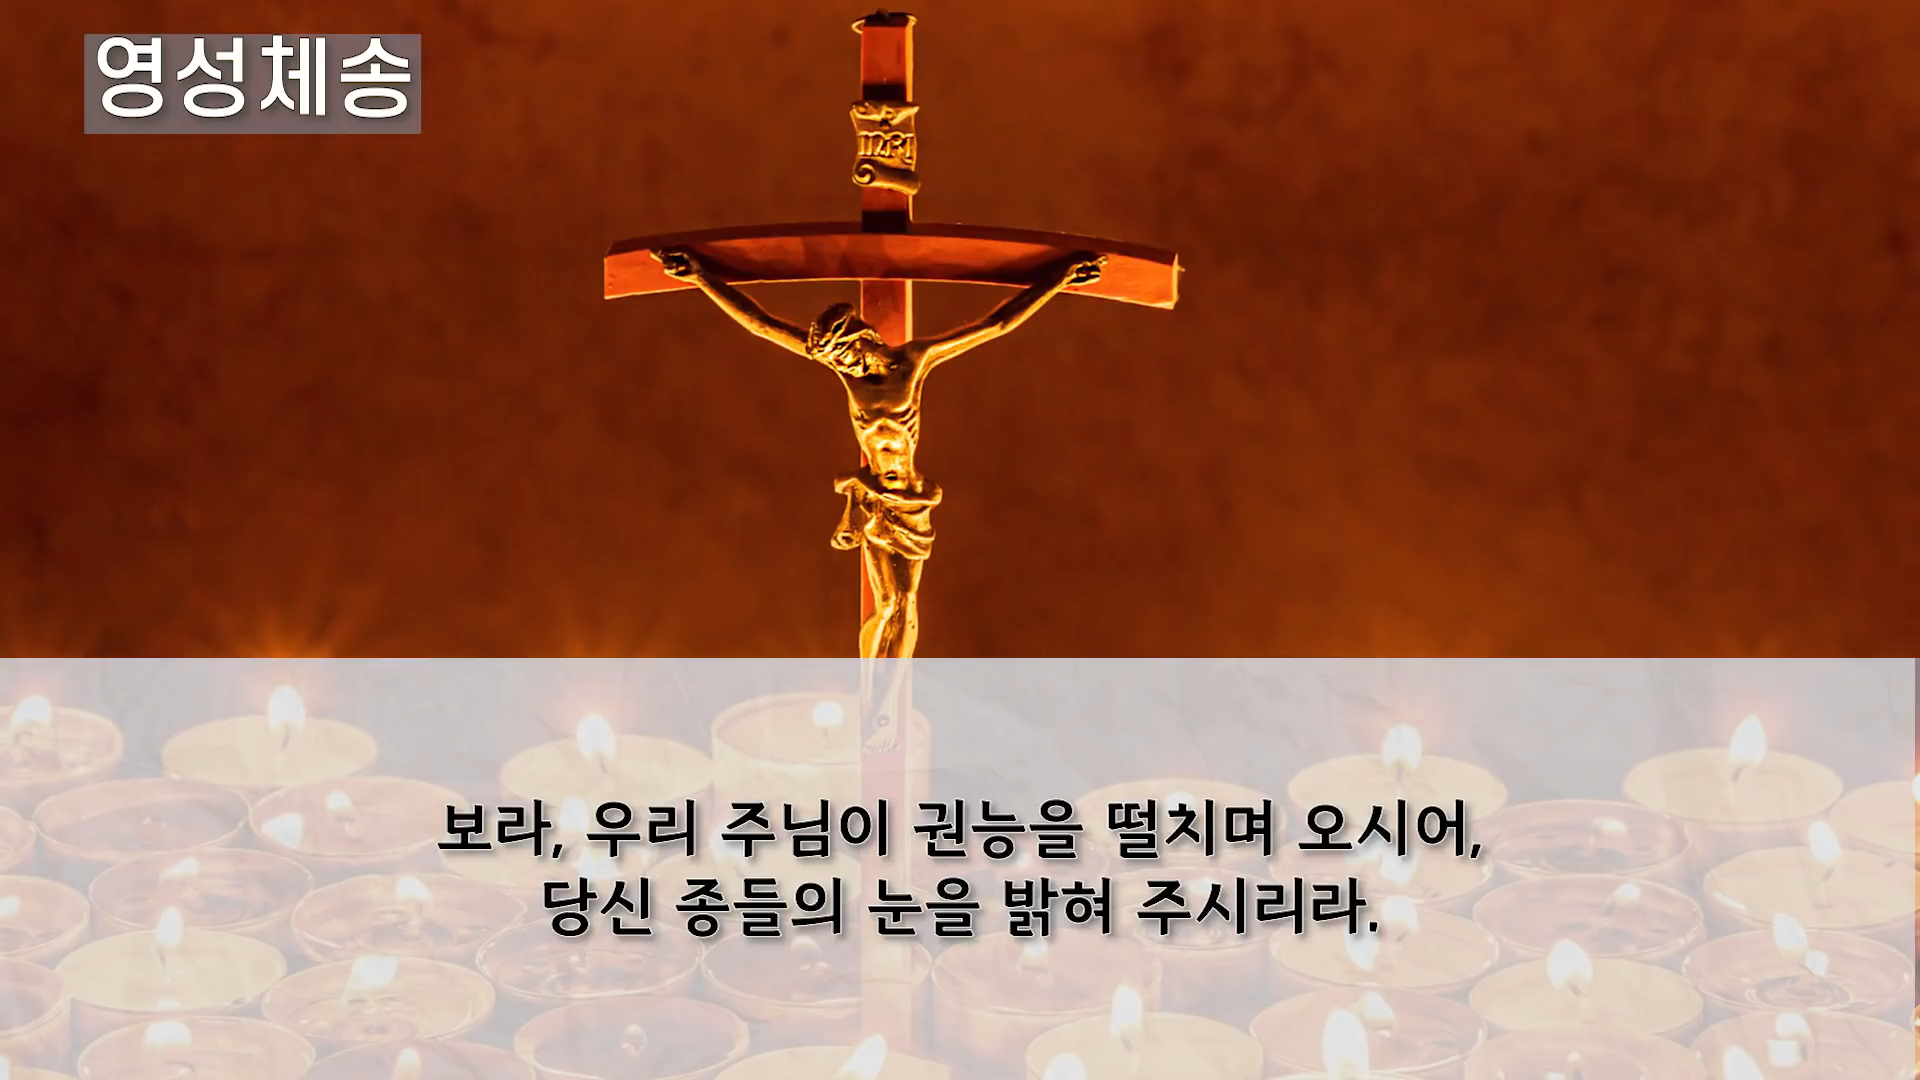 영성체송
INRI
보라, 우리 주님이 권능을 떨치며 오시어,
당신 종들의 눈을 밝혀 주시리라.